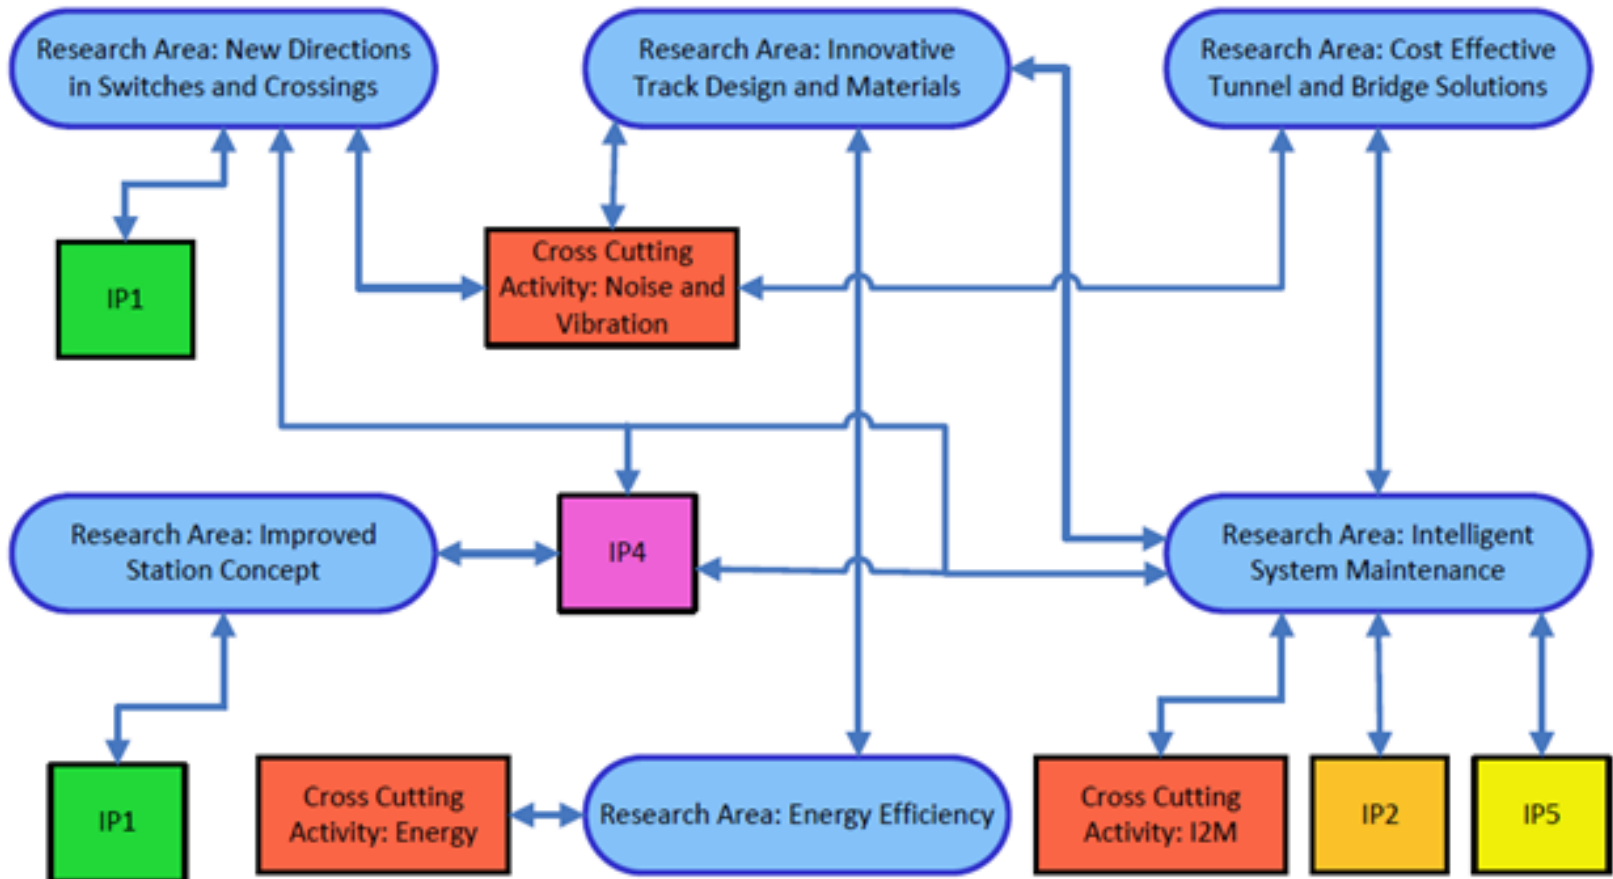 Research Area: New Directions
in Switches and Crossings
Research Area: Innovative
Track Design and Materials
Research Area: Cost Effective
Tunnel and Bridge Solutions
IP1
Cross Cutting
Activity: Noise and
Vibration
Research Area: Improved
Station Concept
IP4
Research Area: Intelligent
System Maintenance
IP1
Cross Cutting
Activity: Energy
Research Area: Energy Efficiency
Cross Cutting
Activity: I2M
IP2
IP5